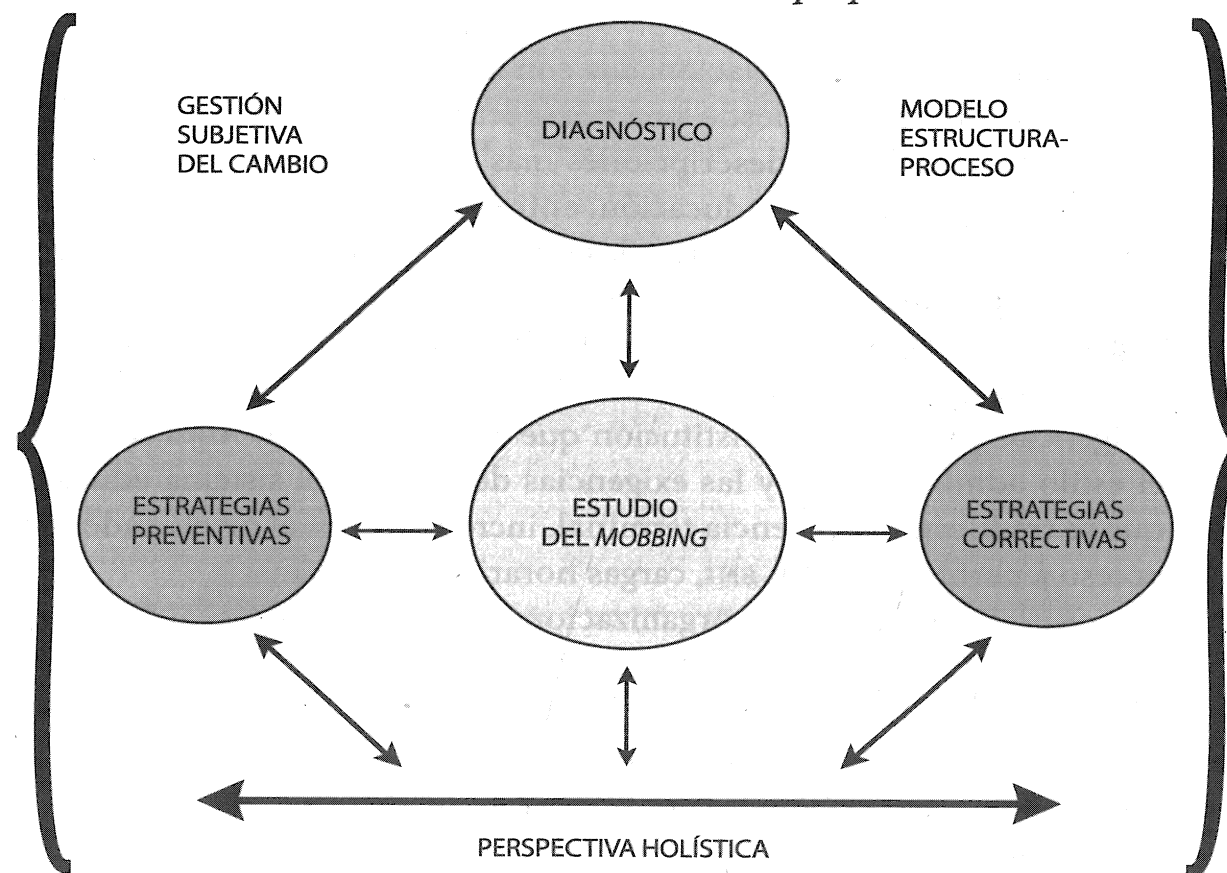 GESTIÓN
SUBJETIVA
DEL CAMBIO
DIAGNÓSTICO
MODELO
ESTRUCTURA-
PROCESO
ESTRATEGIAS
PREVENTIVAS
ESTUDIO
DEL MOBBING
ESTRATEGIAS
CORRECTIVAS
PERSPECTIVA HOLÍSTICA